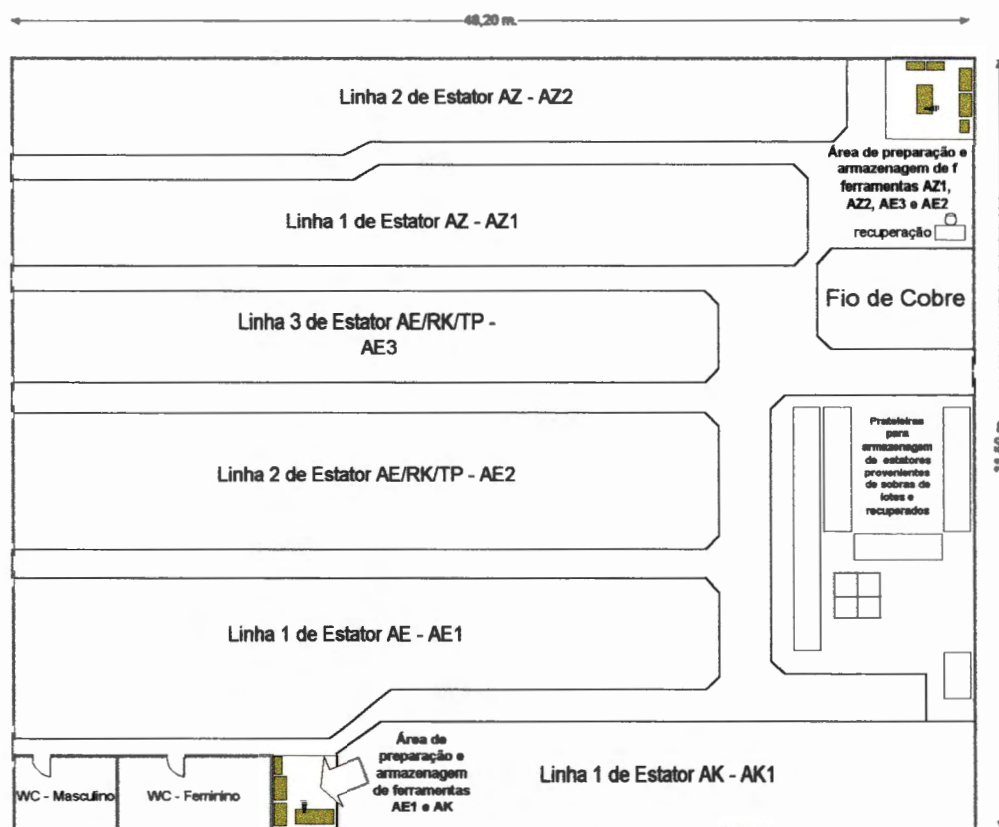 48,20 m.
Linha 2 de Estator AZ - AZ2
Área de preparação e
armazenagem de f
ferramentas AZ1,
AZ2, AE3 e AE2
recuperação
Linha 1 de Estator AZ - AZ1
Fio de Cobre
Linha 3 de Estator AE/RK/TP -
AE3
Prateleiras
para
armazenagem
de estatores
provenientes
de sobras de
lotes e
recuperados
Linha 2 de Estator AE/RK/TP - AE2
Linha 1 de Estator AE - AE1
Área de
preparação e
armazenagem
de ferramentas
AE1 e AK
Linha 1 de Estator AK - AK1
WC - Masculino
WC - Feminino